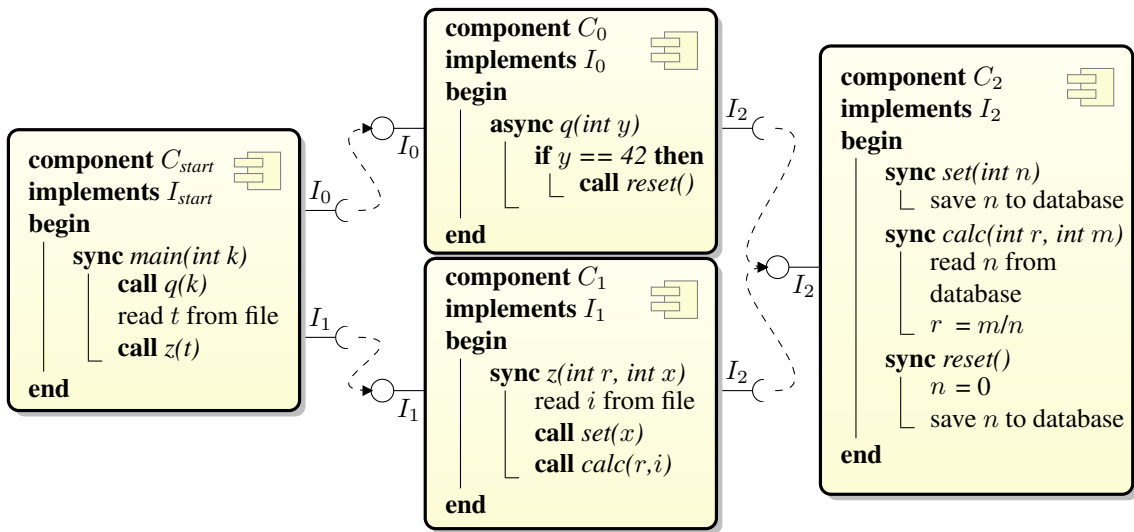 component C_start
implements I_start
begin
sync main(int k)
call q(k)
read t from file
call z(t)
end
I_0
I_1
I_0
I_1
component C_0
implements I_0
begin
async q(int y)
if y == 42 then
call reset()
end
I_2
component C_1
implements I_1
begin
sync z(int r, int x)
read i from file
call set(x)
call calc(r,i)
end
I_2
I_2
component C_2
implements I_2
begin
sync set(int n)
save n to database
sync calc(int r, int m)
read n from
database
r = m/n
sync reset()
n = 0
save n to database
end